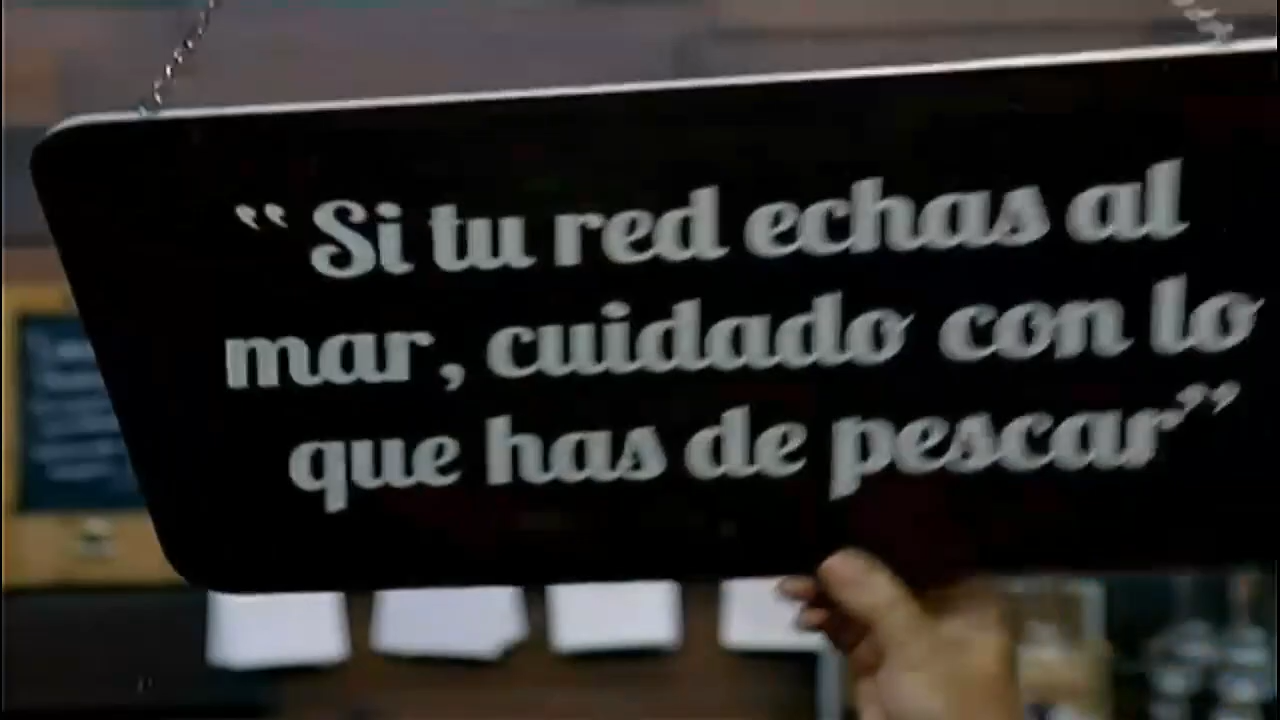 “Si tu red echas al
mar, cuidado con lo
que has de pescar”